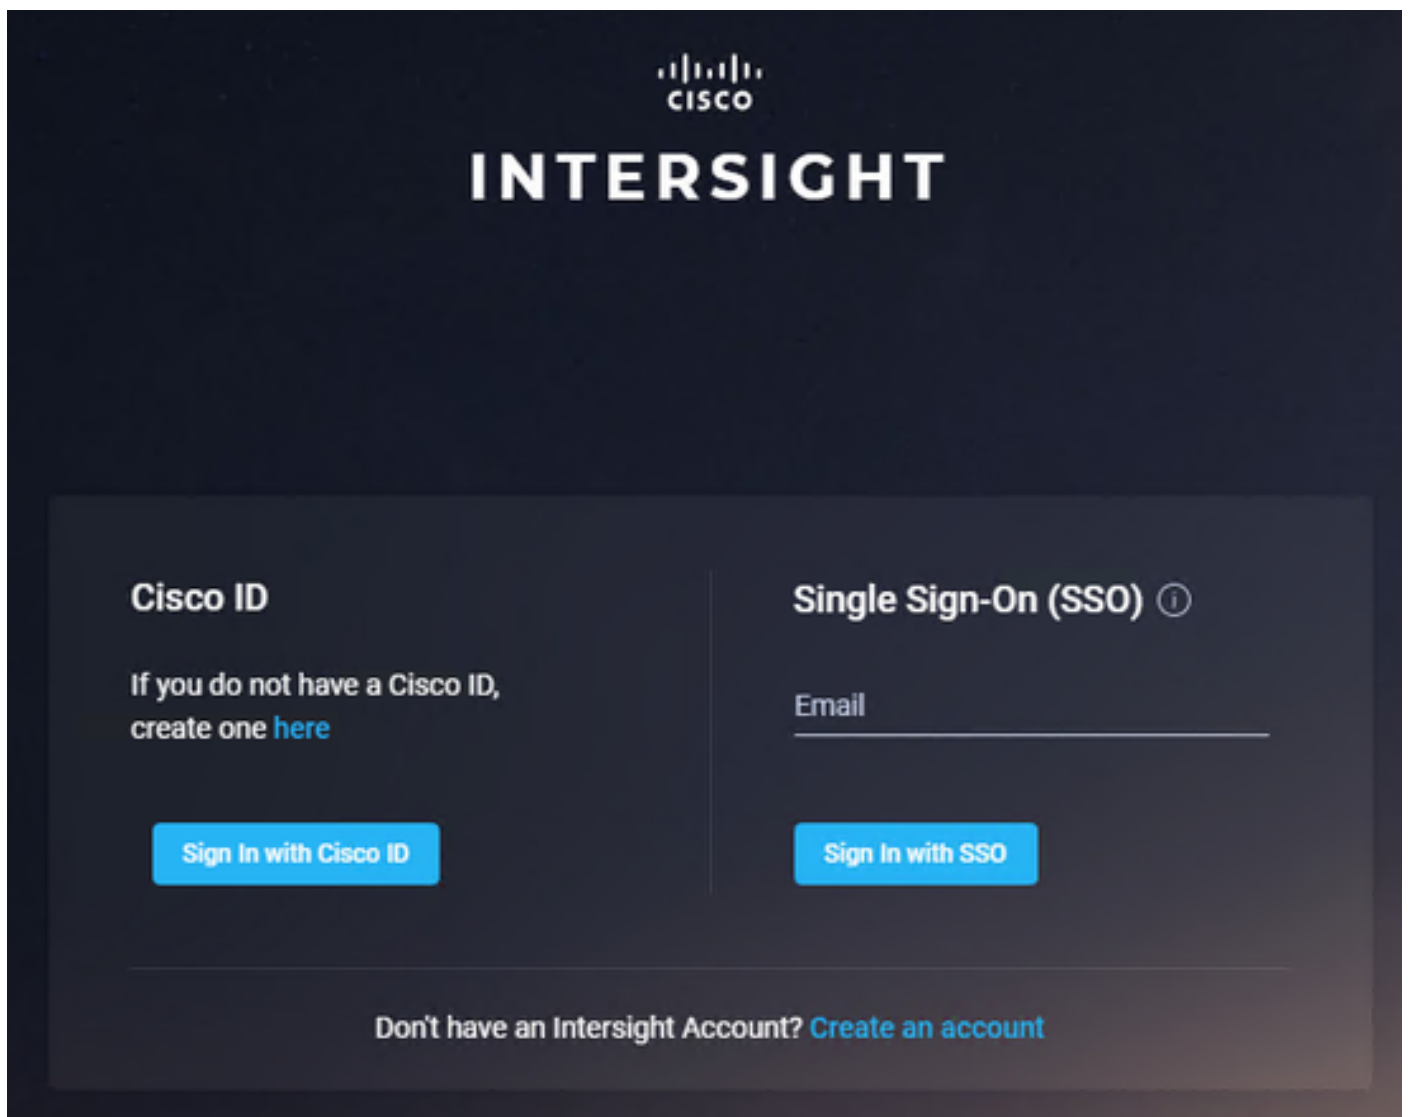 CISCO
INTERSIGHT
Cisco ID
If you do not have a Cisco ID,
create one here
Sign In with Cisco ID
Single Sign-On (SSO)
Email
Sign In with SSO
Don't have an Intersight Account? Create an account